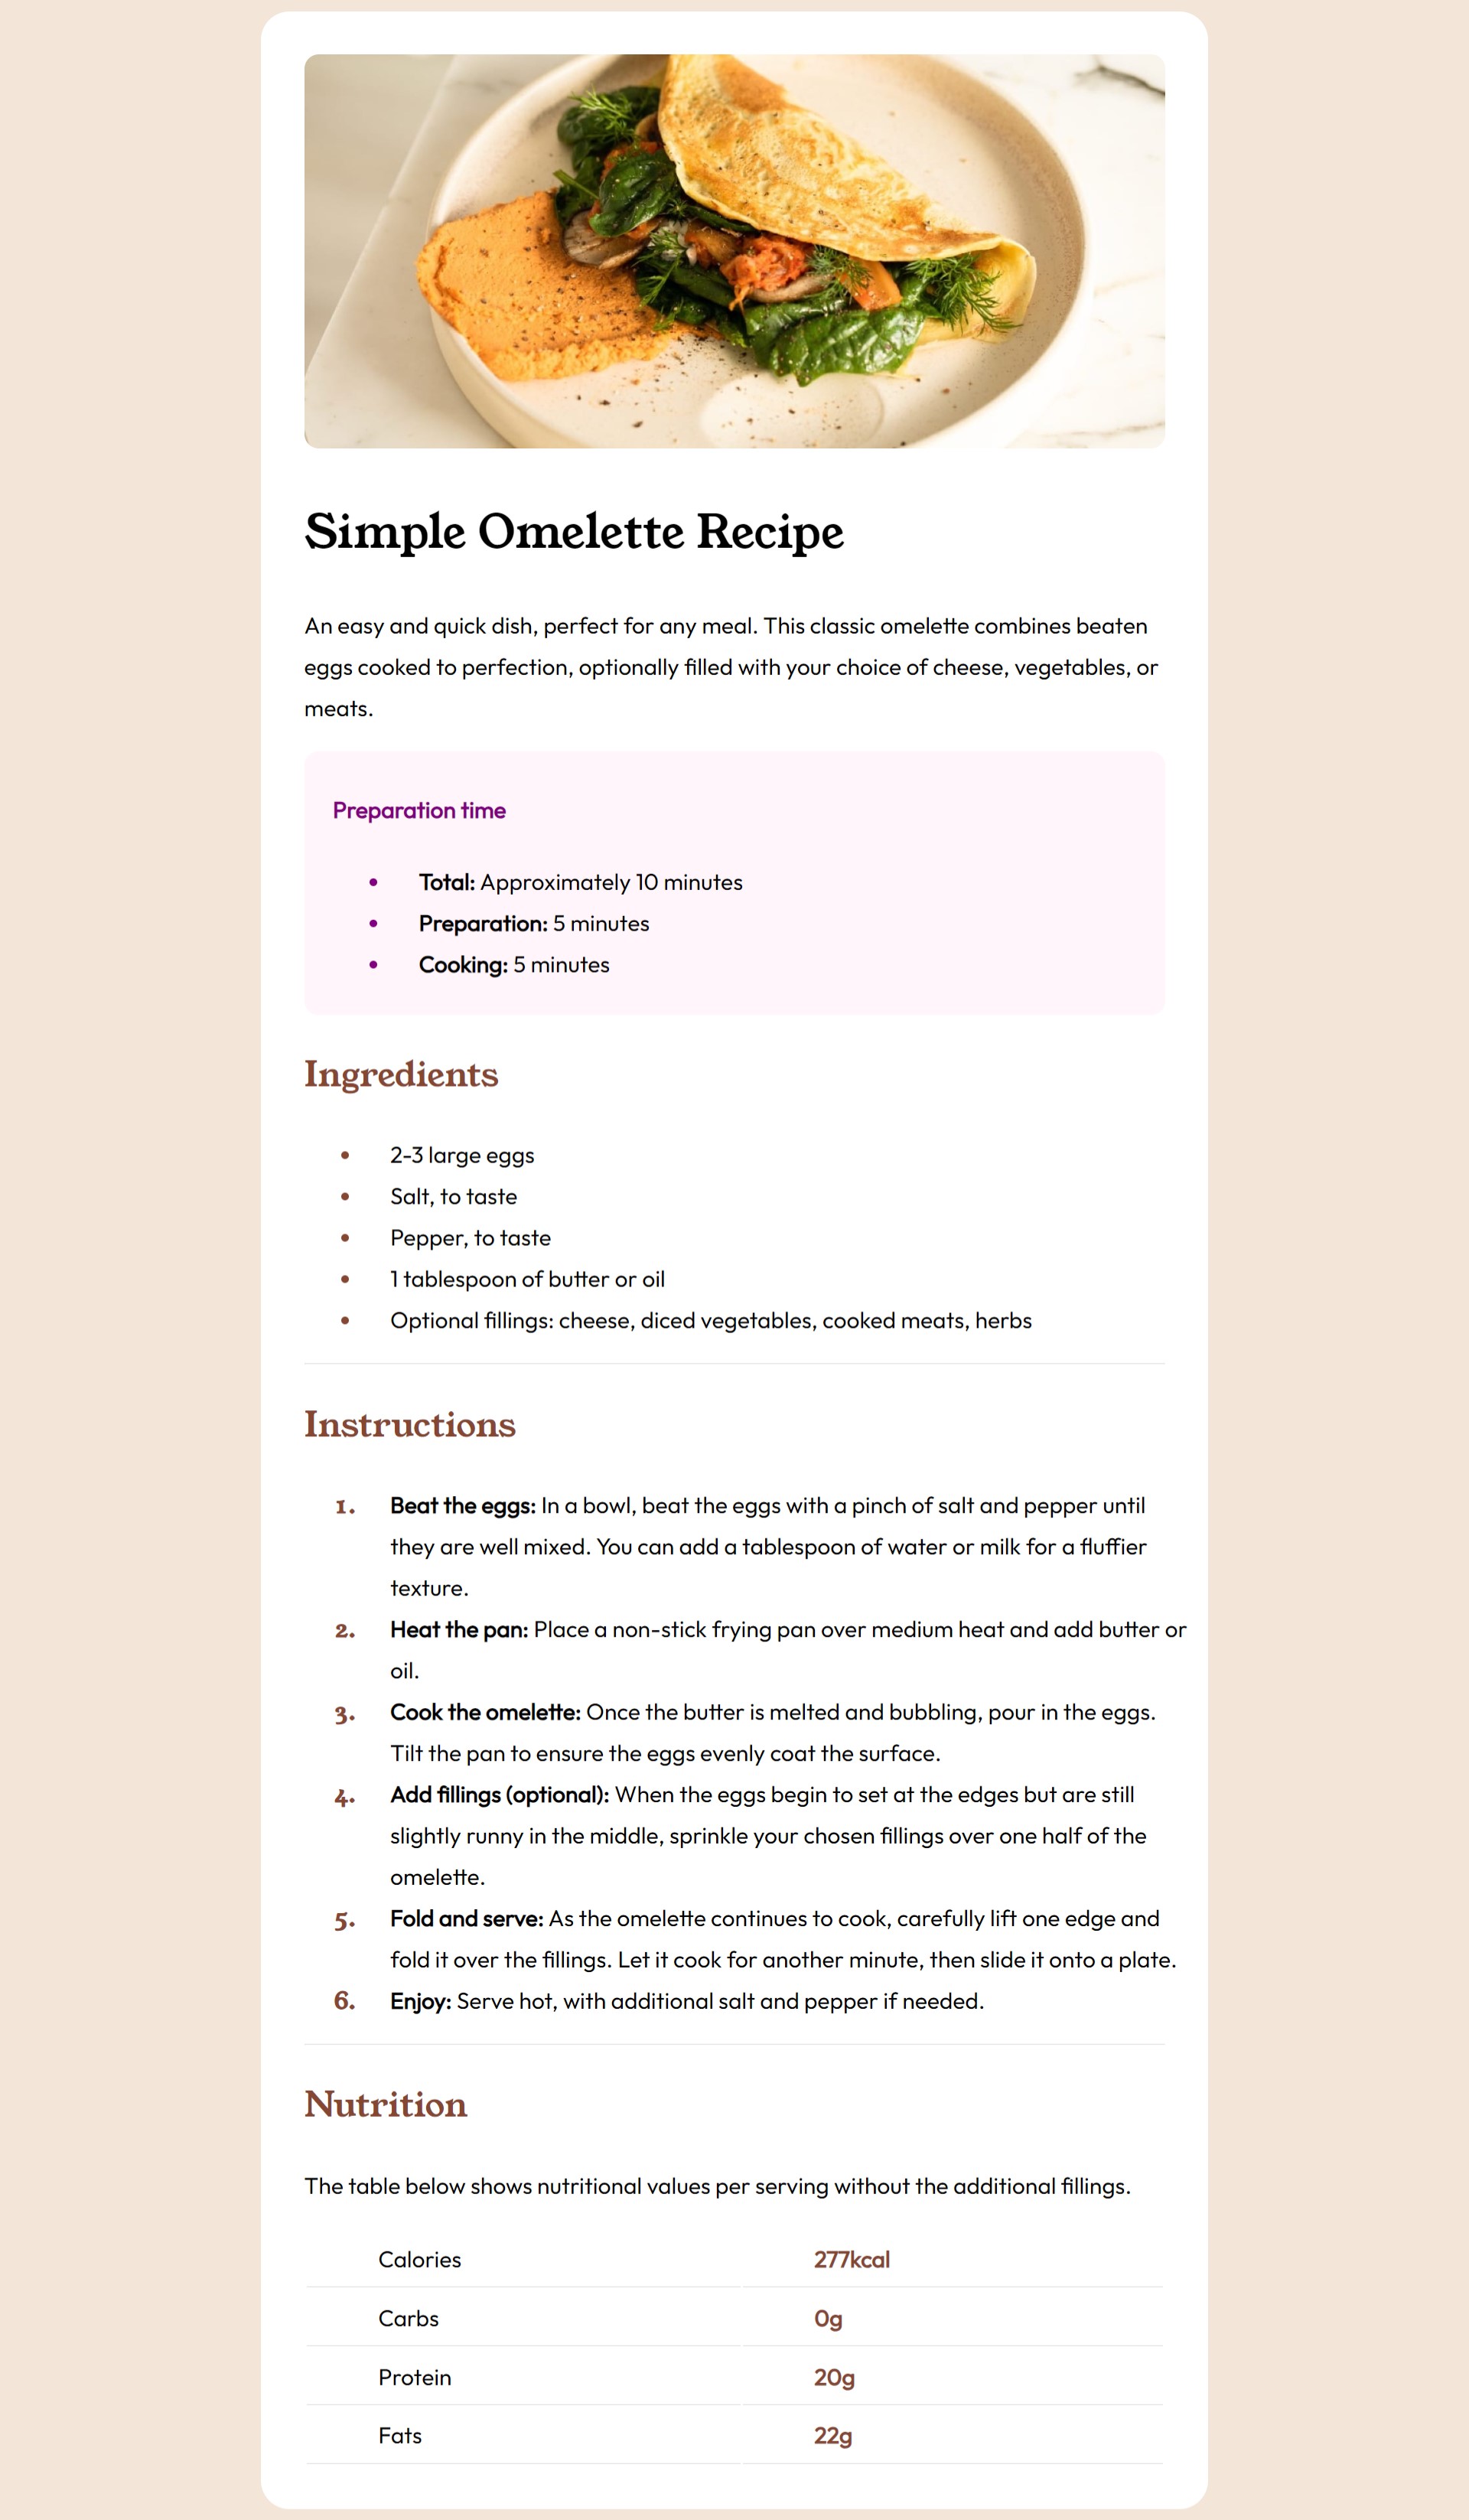 Simple Omelette Recipe
An easy and quick dish, perfect for any meal. This classic omelette combines beaten
eggs cooked to perfection, optionally filled with your choice of cheese, vegetables, or
meats.
Preparation time
• Total: Approximately 10 minutes
• Preparation: 5 minutes
• Cooking: 5 minutes
Ingredients
• 2-3 large eggs
• Salt, to taste
• Pepper, to taste
• 1 tablespoon of butter or oil
• Optional fillings: cheese, diced vegetables, cooked meats, herbs
Instructions
1. Beat the eggs: In a bowl, beat the eggs with a pinch of salt and pepper until
they are well mixed. You can add a tablespoon of water or milk for a fluffier
texture.
2. Heat the pan: Place a non-stick frying pan over medium heat and add butter or
oil.
3. Cook the omelette: Once the butter is melted and bubbling, pour in the eggs.
Tilt the pan to ensure the eggs evenly coat the surface.
4. Add fillings (optional): When the eggs begin to set at the edges but are still
slightly runny in the middle, sprinkle your chosen fillings over one half of the
omelette.
5. Fold and serve: As the omelette continues to cook, carefully lift one edge and
fold it over the fillings. Let it cook for another minute, then slide it onto a plate.
6. Enjoy: Serve hot, with additional salt and pepper if needed.
Nutrition
The table below shows nutritional values per serving without the additional fillings.
Calories 277kcal
Carbs 0g
Protein 20g
Fats 22g